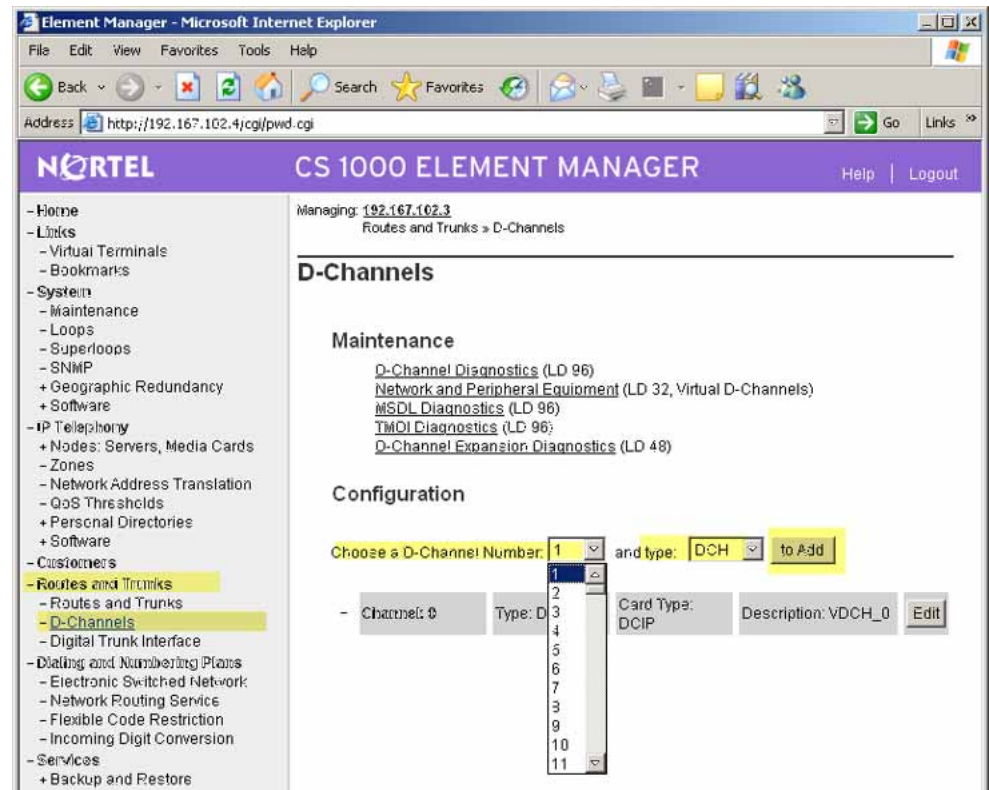 Element Manager - Microsoft Internet Explorer
File Edit View Favorites Tools Help
Back Search Favorites
Address http://192.167.102.4/cgi/pwd.cgi Go Links »
NORTEL CS 1000 ELEMENT MANAGER Help | Logout
- Home
- Links
- Virtual Terminals
- Bookmarks
- System
- Maintenance
- Loops
- Superloops
- SNMP
+ Geographic Redundancy
+ Software
- IP Telephony
+ Nodes: Servers, Media Cards
- Zones
- Network Address Translation
- QoS Thresholds
+ Personal Directories
+ Software
- Customers
- Routes and Trunks
- Routes and Trunks
- D-Channels
- Digital Trunk Interface
- Dialing and Numbering Plans
- Electronic Switched Network
- Network Routing Service
- Flexible Code Restriction
- Incoming Digit Conversion
- Services
+ Backup and Restore
Managing: 192.167.102.3
Routes and Trunks » D-Channels
D-Channels
Maintenance
D-Channel Diagnostics (LD 96)
Network and Peripheral Equipment (LD 32, Virtual D-Channels)
MSDL Diagnostics (LD 96)
TMDI Diagnostics (LD 96)
D-Channel Expansion Diagnostics (LD 48)
Configuration
Choose a D-Channel Number: 1 and type: DCH to Add
1
2
3
4
5
6
7
8
9
10
11
- Channel: 0 Type: D Card Type: DCIP Description: VDCH_0 Edit